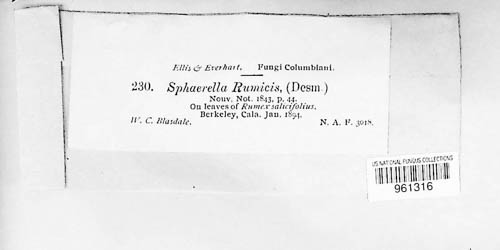 Ellis & Everhart. Fungi Columbiani.
230. Sphaerella Rumicis, (Desm.)
Nouv. Not. 1843, p. 44.
On leaves of Rumex salicifolius.
Berkeley, Cala. Jan. 1894.
W. C. Blasdale. N. A. F. 3018.
US NATIONAL FUNGUS COLLECTIONS
961316